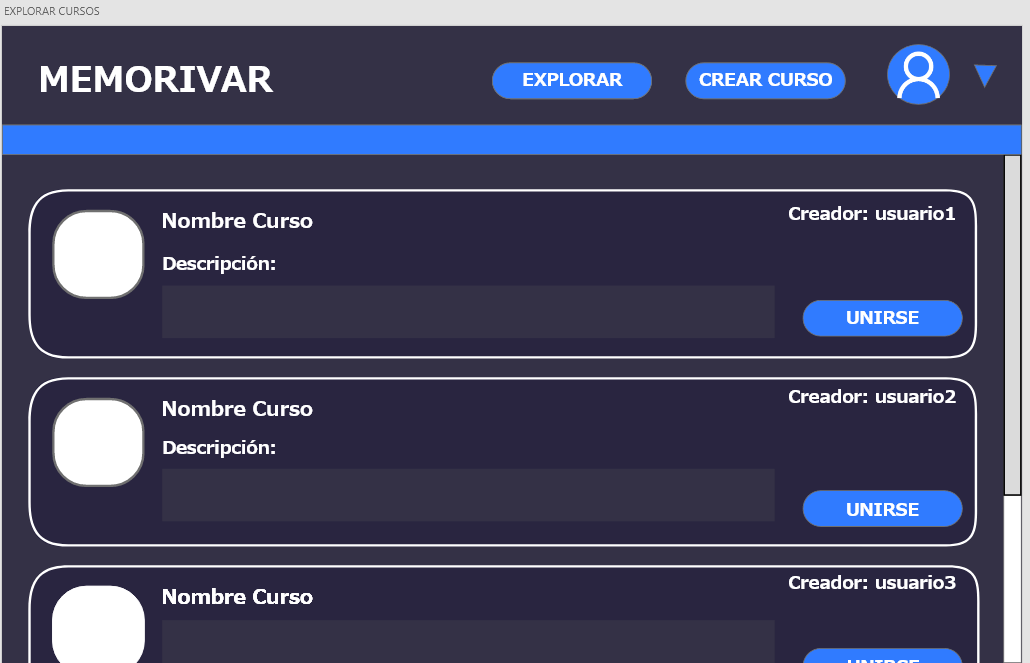 EXPLORAR CURSOS
MEMORIVAR
EXPLORAR
CREAR CURSO
Nombre Curso
Creador: usuario1
Descripción:
UNIRSE
Nombre Curso
Creador: usuario2
Descripción:
UNIRSE
Nombre Curso
Creador: usuario3
UNIRSE